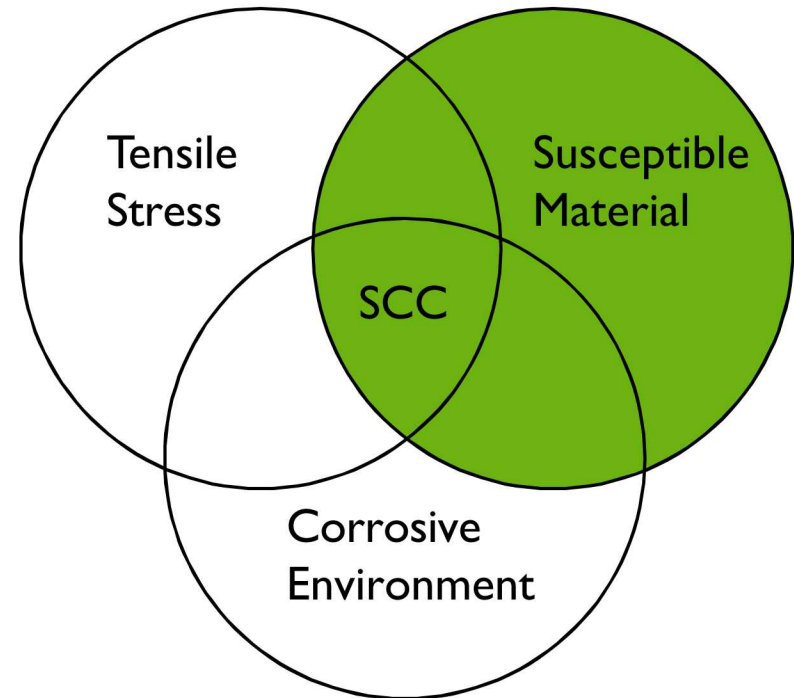 Tensile
Stress
Susceptible
Material
SCC
Corrosive
Environment